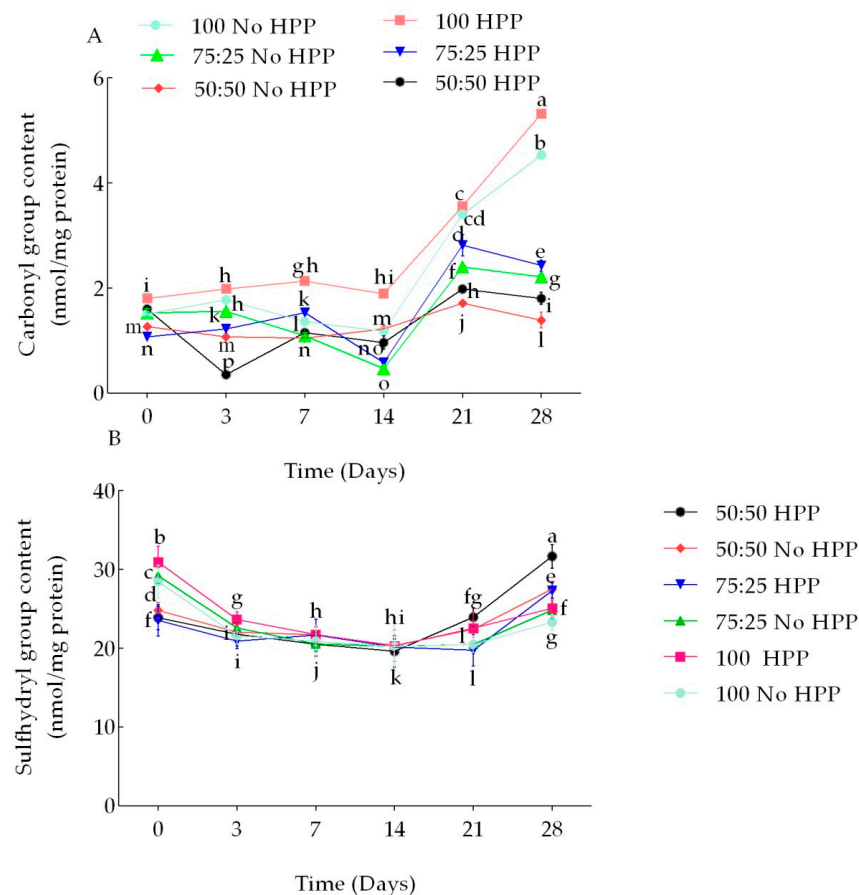 A
100 No HPP 100 HPP
75:25 No HPP 75:25 HPP
50:50 No HPP 50:50 HPP
Carbonyl group content
(nmol/mg protein)
6
4
2
0
a
b
c
cd
d
e
f
g
h
i
j
l
i
h
gh
hi
k
h
k
l
m
m
m
n
n
no
o
p
0 3 7 14 21 28
Time (Days)
B
Sulfhydryl group content
(nmol/mg protein)
40
30
20
10
0
b
c
d
f
g
i
h
j
hi
k
fg
l
l
a
e
f
g
0 3 7 14 21 28
Time (Days)
50:50 HPP
50:50 No HPP
75:25 HPP
75:25 No HPP
100 HPP
100 No HPP